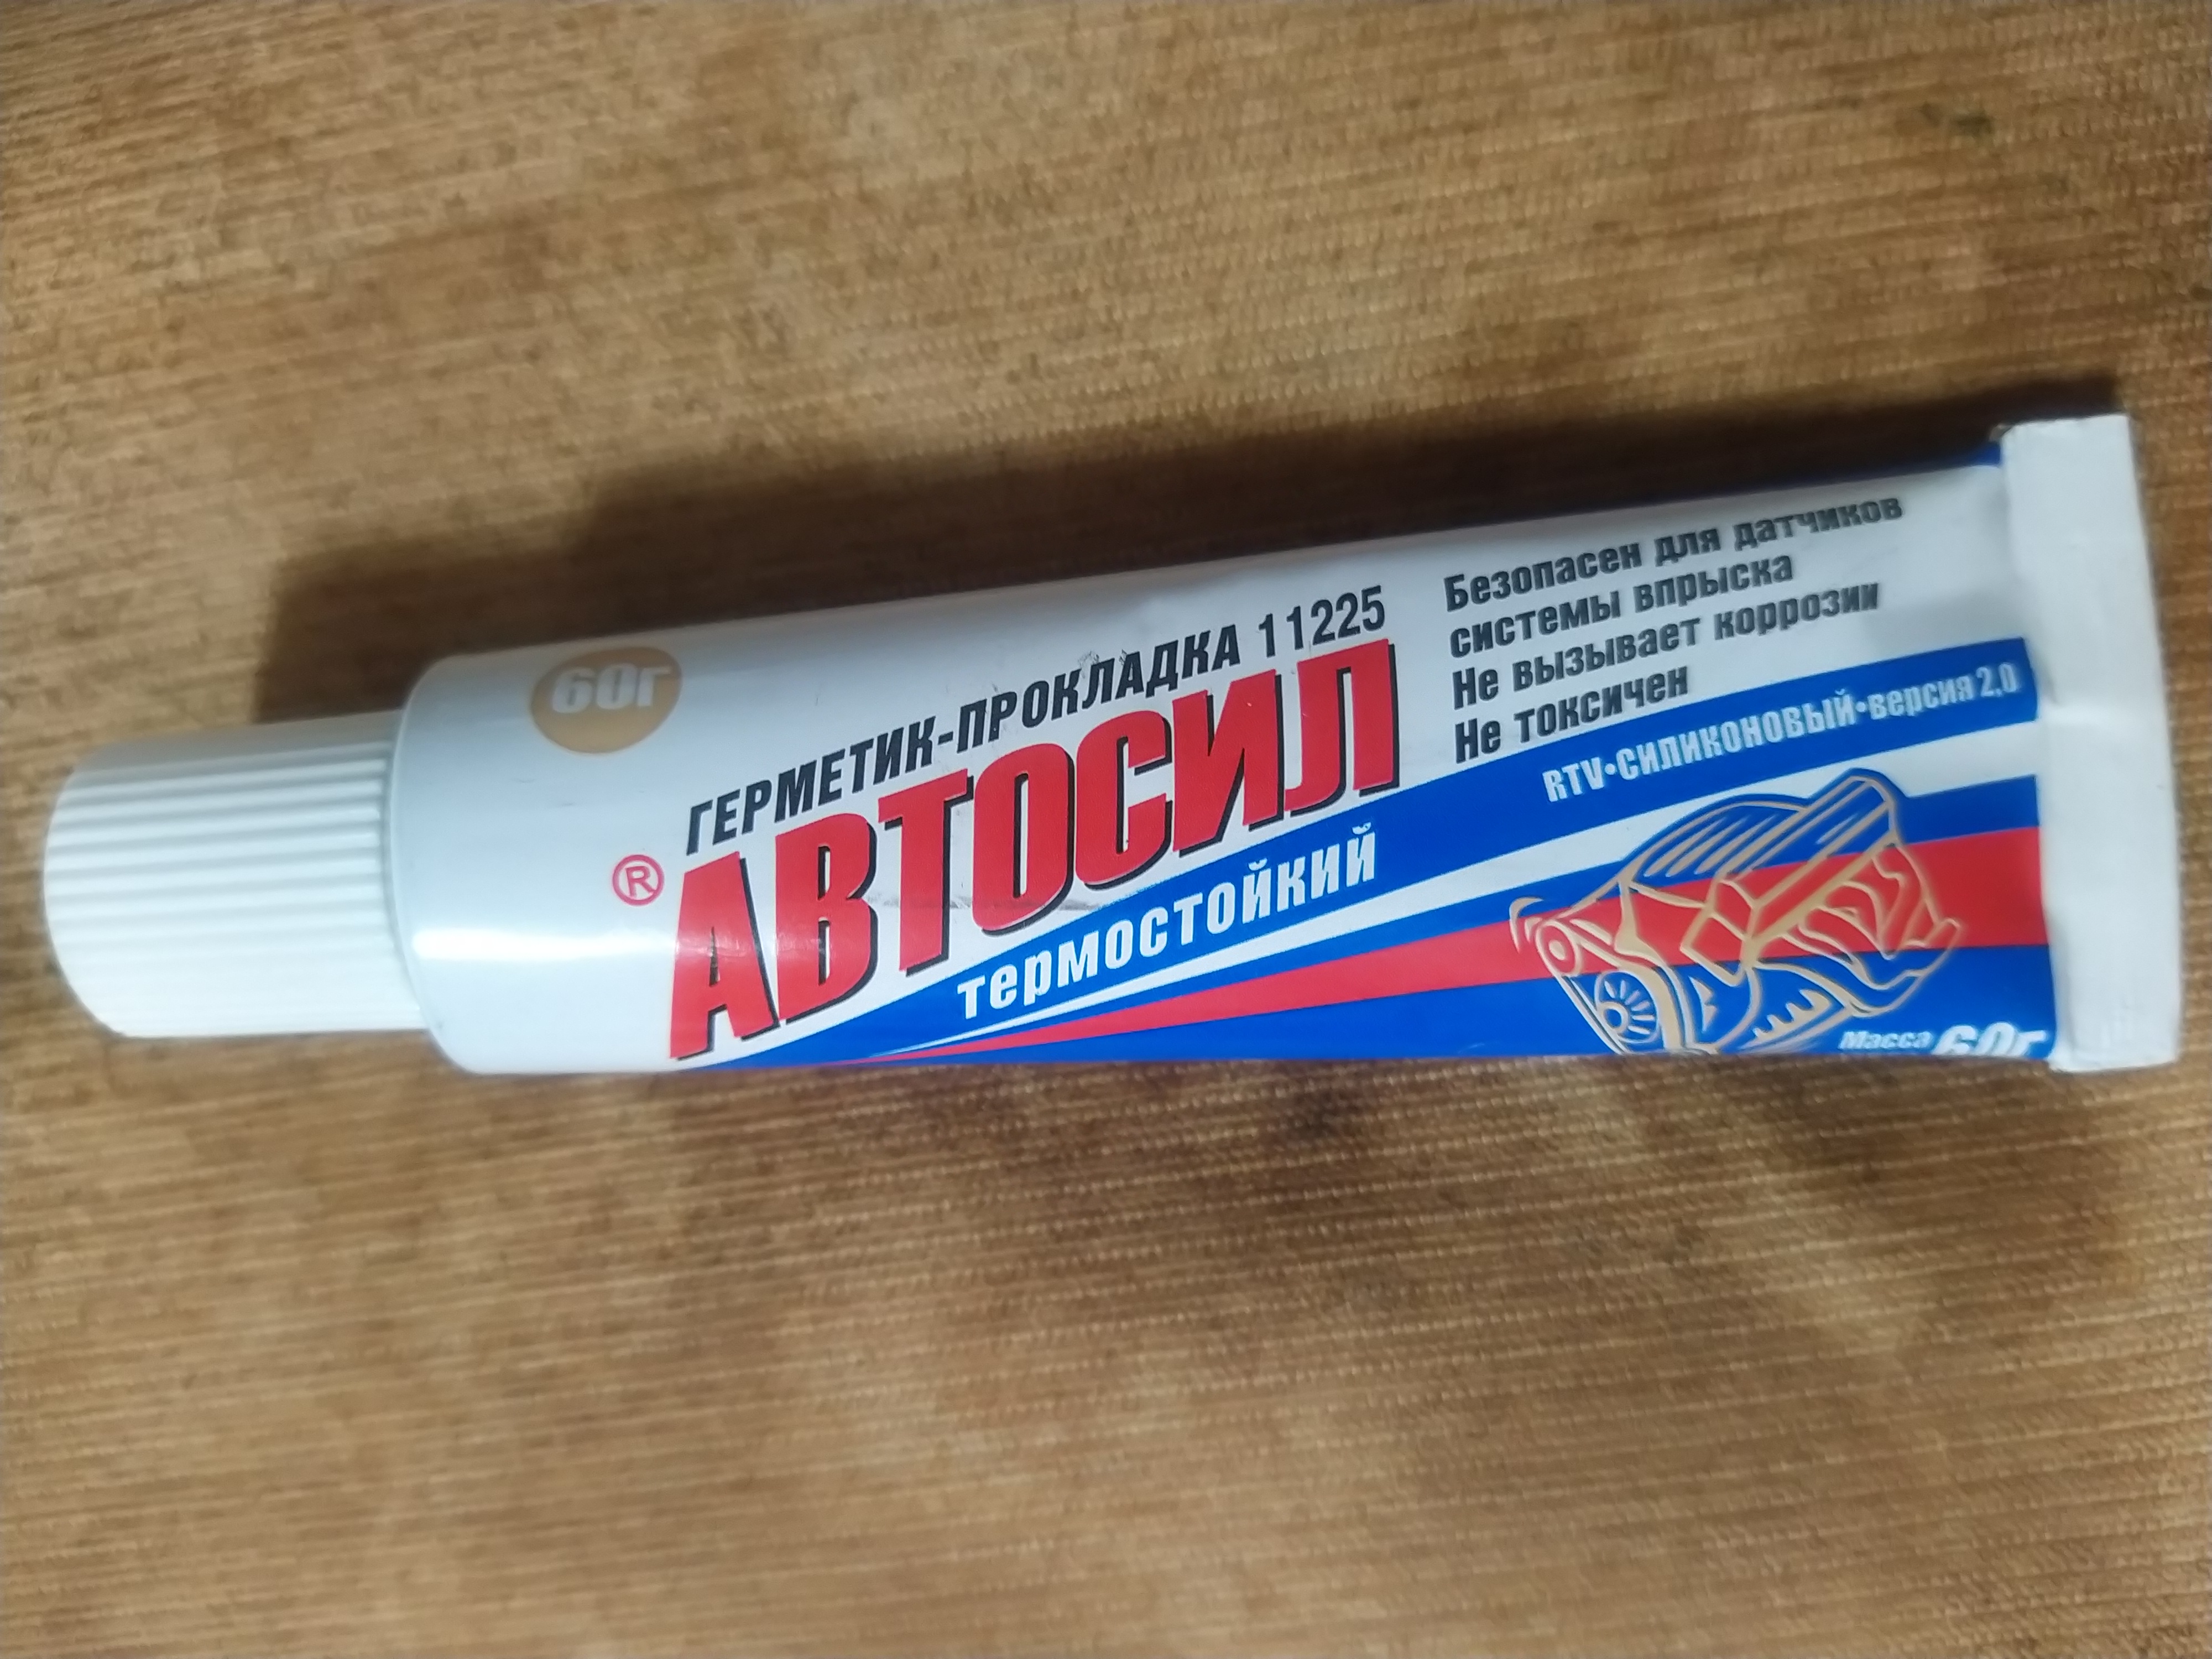 60г
ГЕРМЕТИК-ПРОКЛАДКА 11225
®АВТОСИЛ
термостойкий
Безопасен для датчиков
системы впрыска
Не вызывает коррозии
Не токсичен
RTV•силиконовый•версия 2,0
Масса 60г